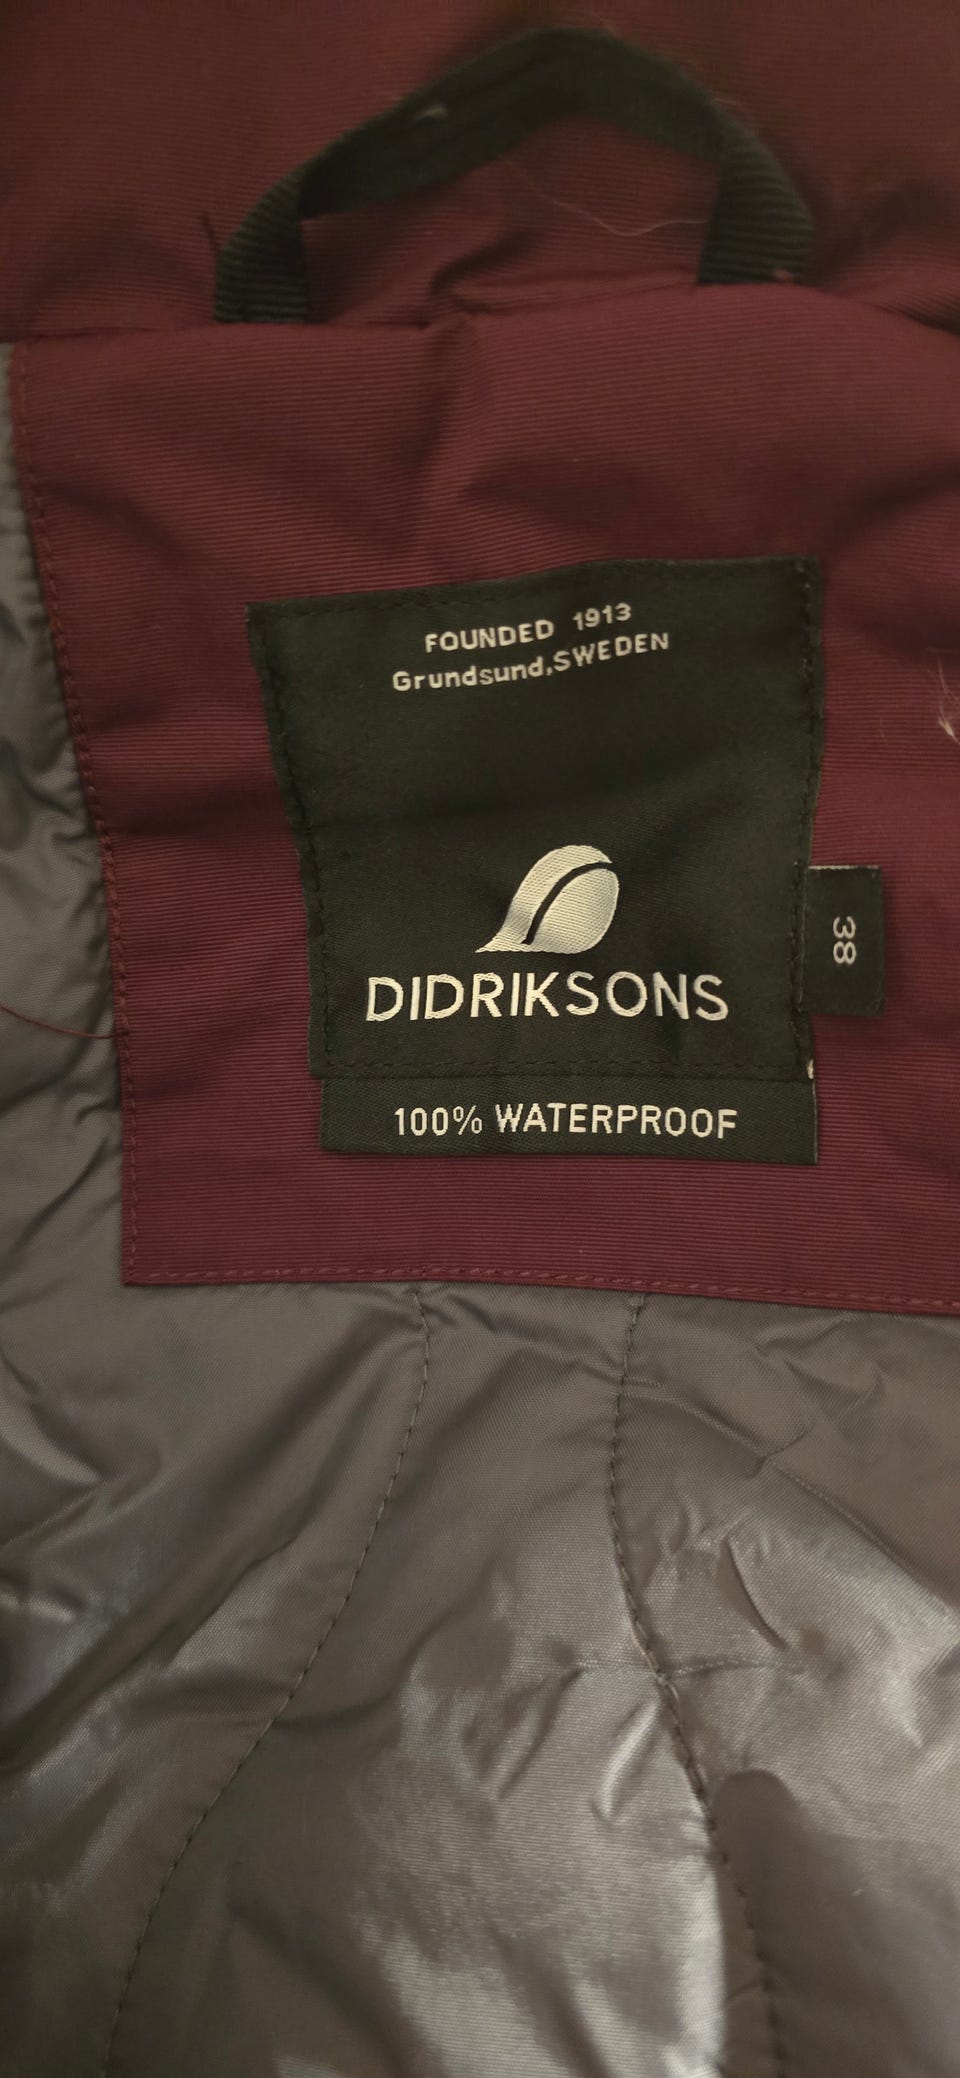 FOUNDED 1913
Grundsund,SWEDEN
DIDRIKSONS
38
100% WATERPROOF